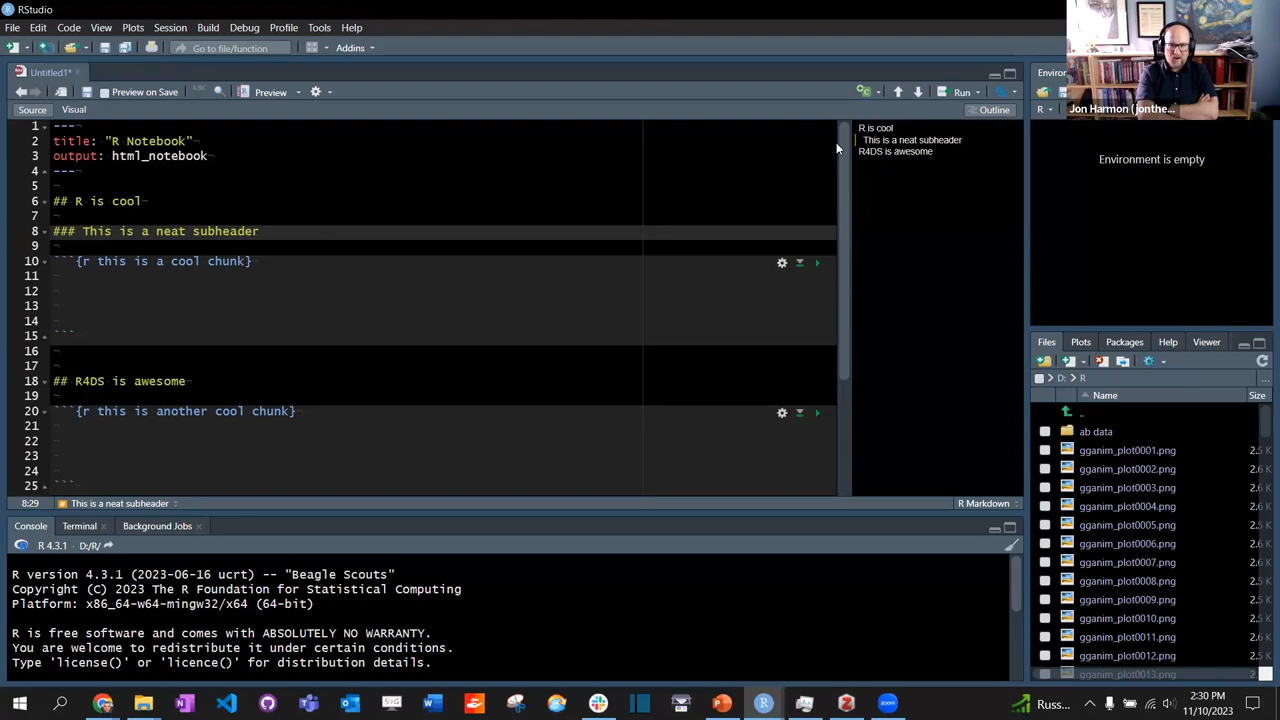 RStudio
File Edit Code View Plots Session Build Debug Profile Tools Help
Go to file/function Addins
Untitled1*
Preview on Save ABC Preview Run
Source Visual Outline
1 ---
2 title: "R Notebook"
3 output: html_notebook
4 ---
5
6 ## R is cool
7
8 ### This is a neat subheader
9
10 ```{r this is a cool chunk}
11
12
13
14
15 ```
16
17
18 ## R4DS is awesome
19
20 ```{r this is another cool chunk}
21
22
23
24
25 ```
R is cool
This is a neat subheader
R4DS is awesome
8:29 This is a neat subheader R Markdown
Console Terminal Background Jobs
R 4.3.1 · D:/R/
R version 4.3.1 (2023-06-16 ucrt) -- "Beagle Scouts"
Copyright (C) 2023 The R Foundation for Statistical Computing
Platform: x86_64-w64-mingw32/x64 (64-bit)
R is free software and comes with ABSOLUTELY NO WARRANTY.
You are welcome to redistribute it under certain conditions.
Type 'license()' or 'licence()' for distribution details.
Environ
Jon Harmon (jonthe...
R
Environment is empty
Files Plots Packages Help Viewer
D: R
Name Size
..
ab data
gganim_plot0001.png 2.5 K
gganim_plot0002.png 2.6 K
gganim_plot0003.png 2.6 K
gganim_plot0004.png 2.6 K
gganim_plot0005.png 2.6 K
gganim_plot0006.png 2.6 K
gganim_plot0007.png 2.6 K
gganim_plot0008.png 2.6 K
gganim_plot0009.png 2.6 K
gganim_plot0010.png 2.6 K
gganim_plot0011.png 2.6 K
gganim_plot0012.png 2.6 K
gganim_plot0013.png 2
Russ... 2:30 PM
11/10/2023